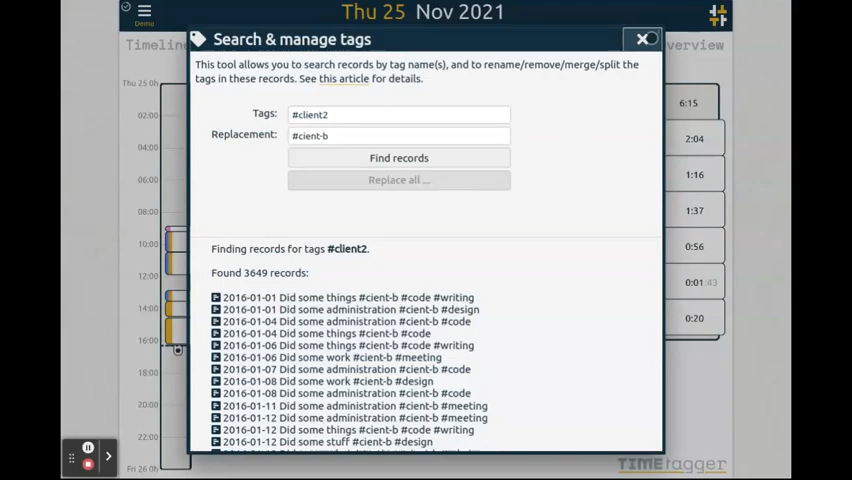 Thu 25 Nov 2021
Demo
Search & manage tags
Timeline
verview
This tool allows you to search records by tag name(s), and to rename/remove/merge/split the
tags in these records. See this article for details.
Tags: #client2
Replacement: #cient-b
Find records
Replace all ...
Finding records for tags #client2.
Found 3649 records:
2016-01-01 Did some things #cient-b #code #writing
2016-01-01 Did some administration #cient-b #design
2016-01-04 Did some administration #cient-b #code
2016-01-04 Did some things #cient-b #code
2016-01-06 Did some things #cient-b #code #writing
2016-01-06 Did some work #cient-b #meeting
2016-01-07 Did some administration #cient-b #code
2016-01-08 Did some work #cient-b #design
2016-01-08 Did some administration #cient-b #code
2016-01-11 Did some administration #cient-b #meeting
2016-01-12 Did some administration #cient-b #meeting
2016-01-12 Did some things #cient-b #code #writing
2016-01-12 Did some stuff #cient-b #design
Thu 25 0h
02:00
04:00
06:00
08:00
10:00
12:00
14:00
16:00
18:00
20:00
22:00
Fri 26 0h
6:15
2:04
1:16
1:37
0:56
0:01:43
0:20
TIMEtagger